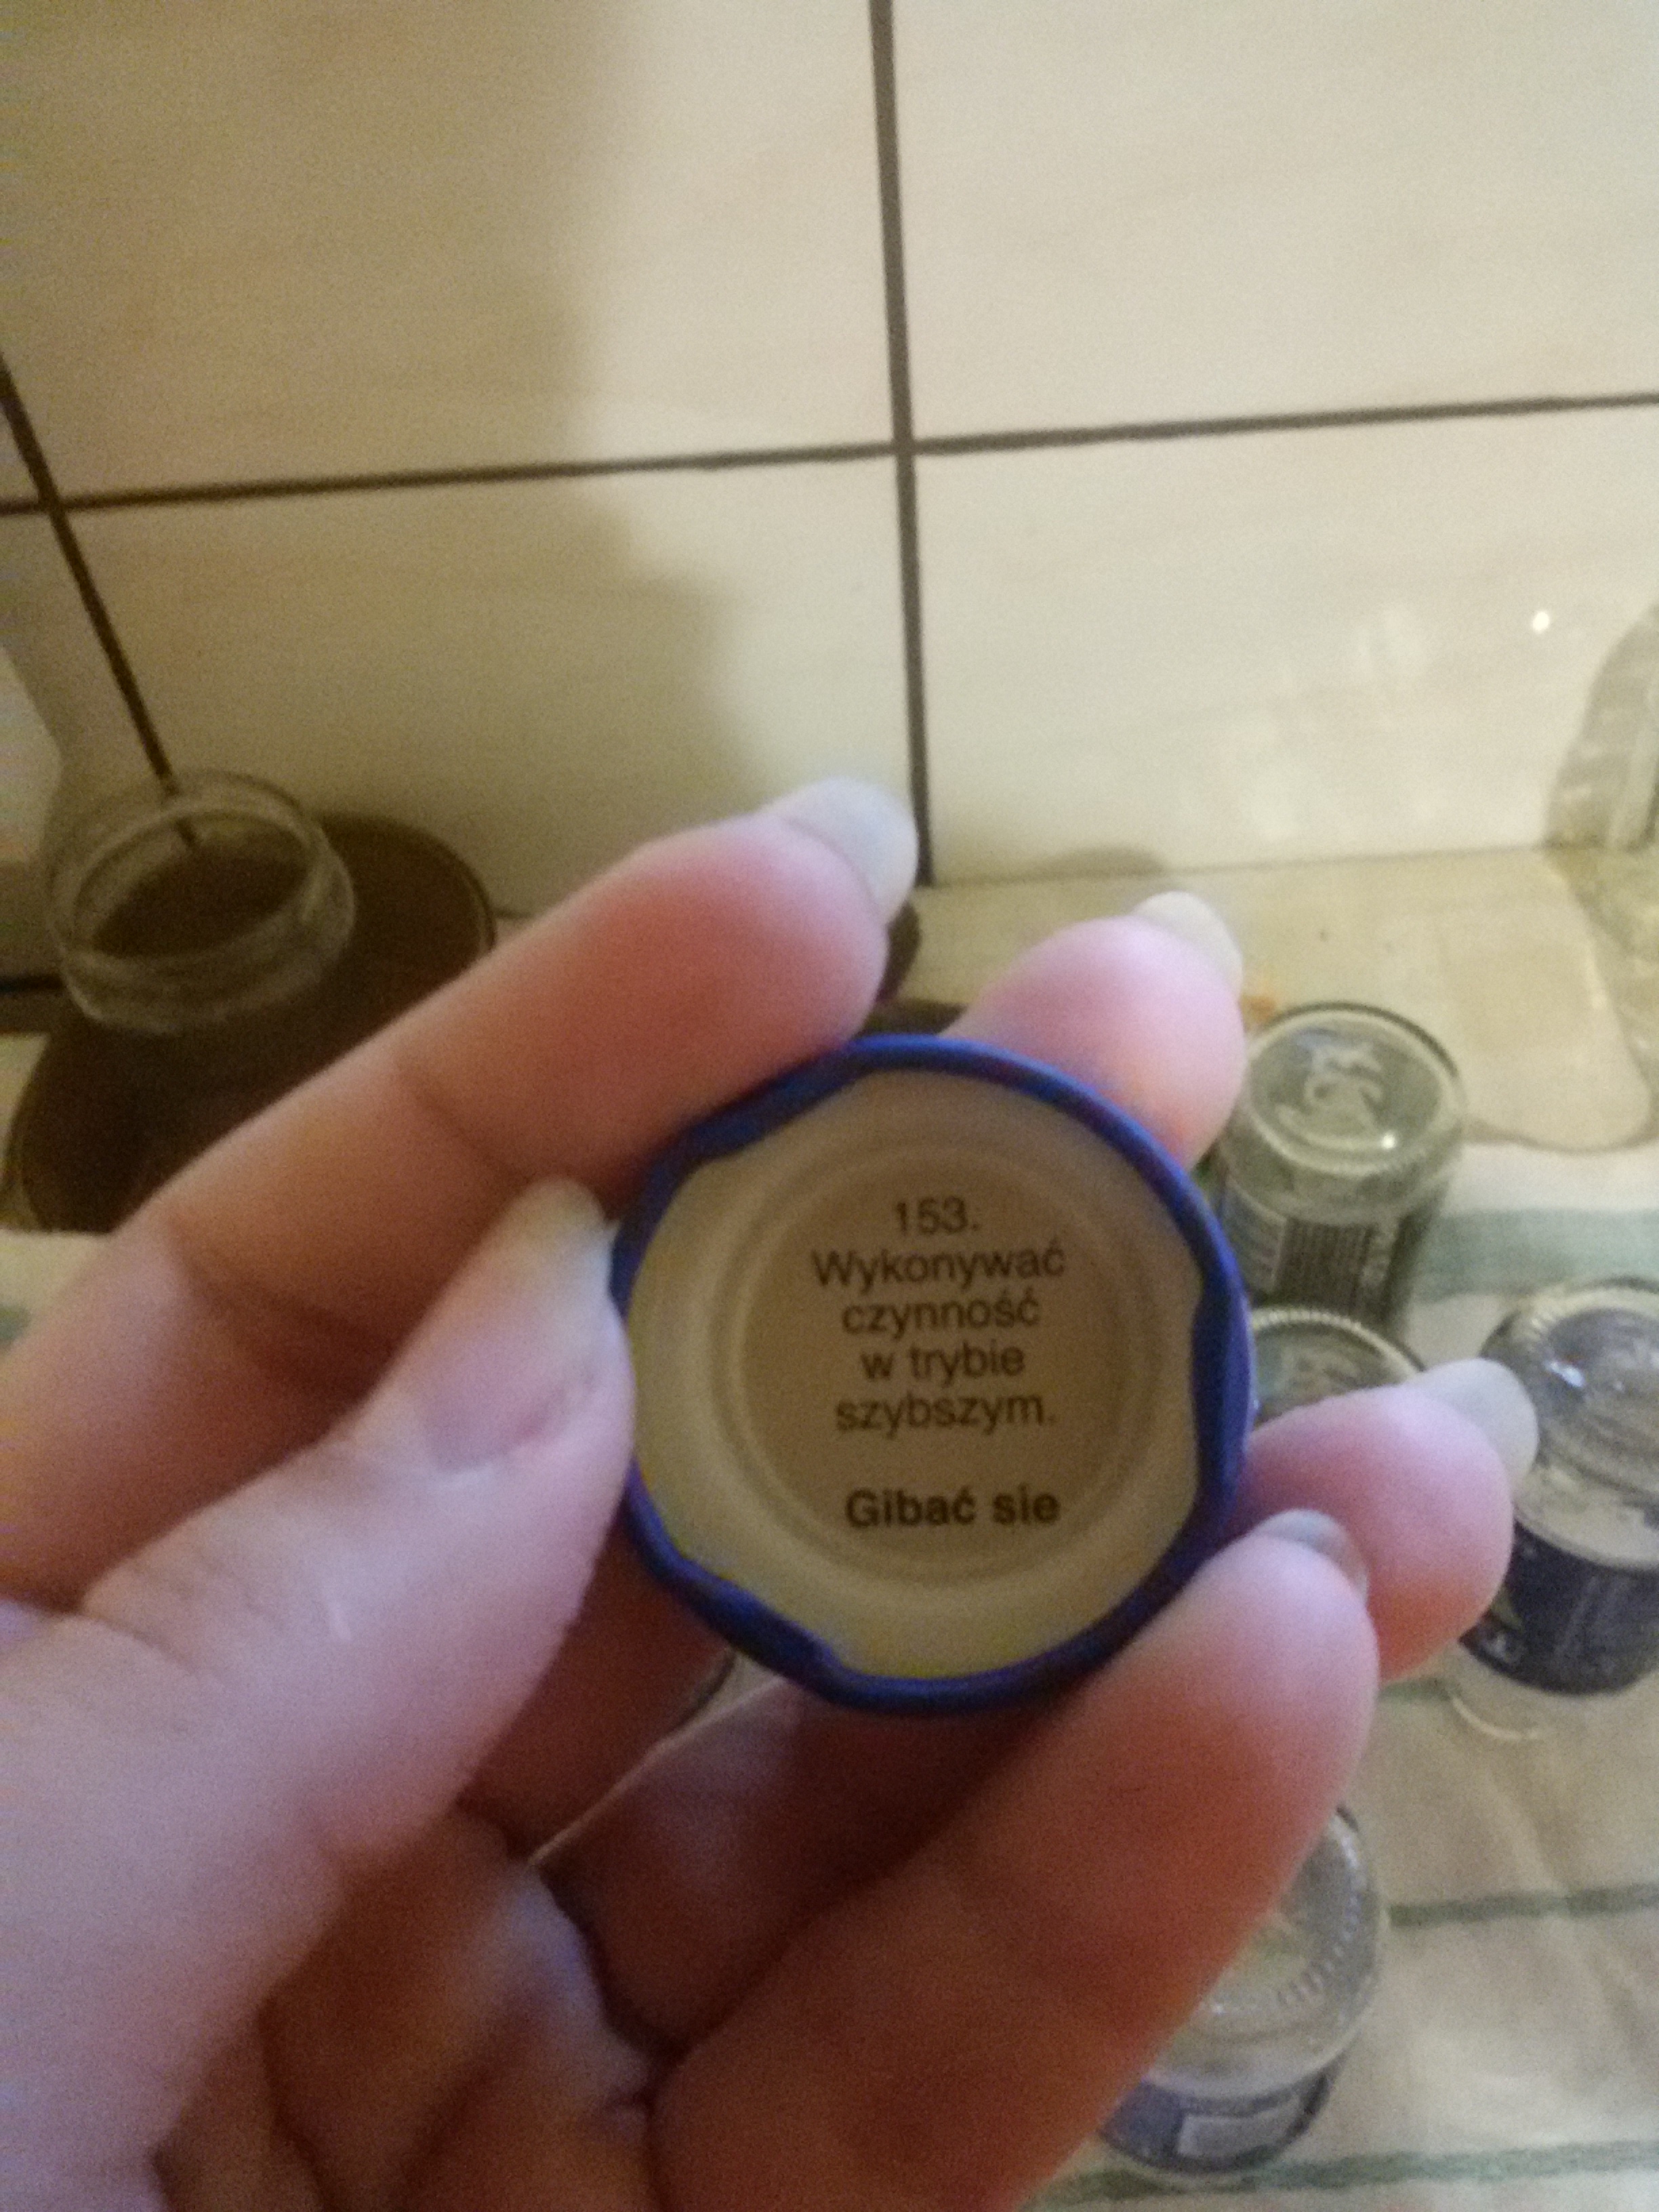 153.
Wykonywać
czynność
w trybie
szybszym.
Gibać sie